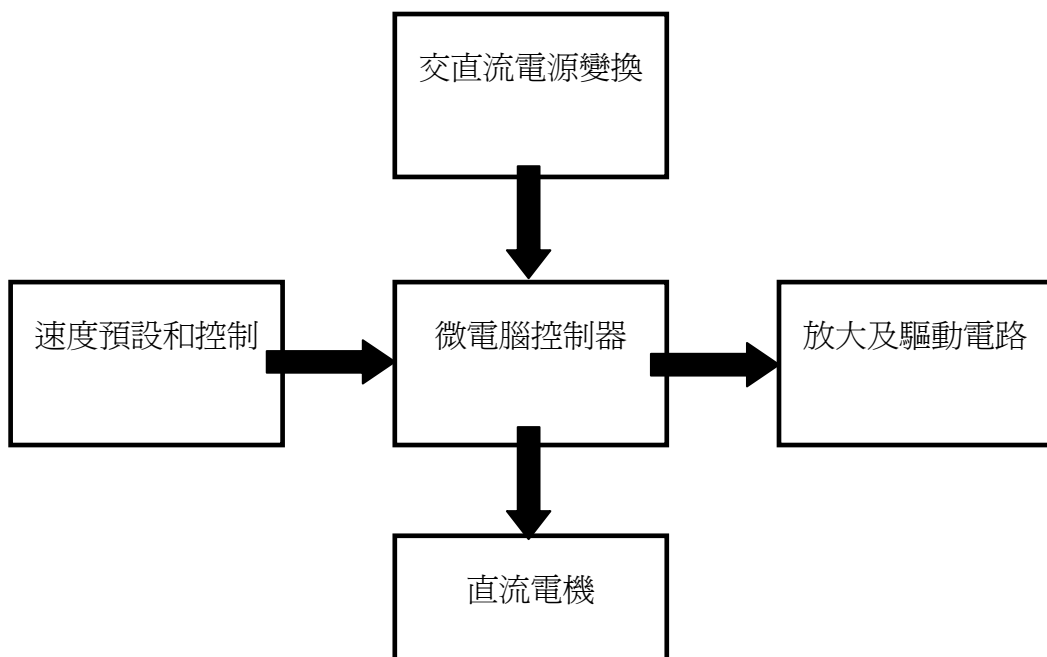 交直流電源變換
速度預設和控制
微電腦控制器
放大及驅動電路
直流電機